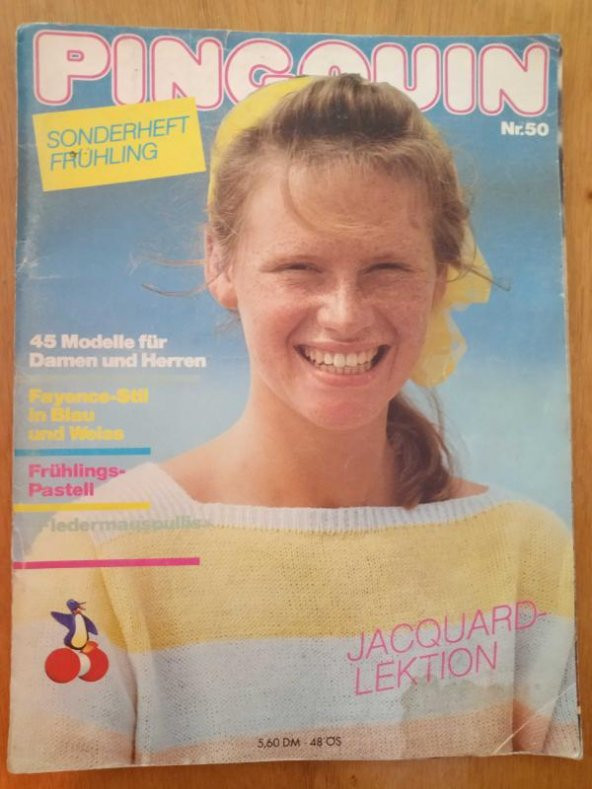 PINGOUIN
Nr.50
SONDERHEFT
FRÜHLING
45 Modelle für
Damen und Herren
Fayence-Stil
in Blau
und Weiss
Frühlings-
Pastell
«Fledermauspullis»
JACQUARD-
LEKTION
5,60 DM · 48 ÖS